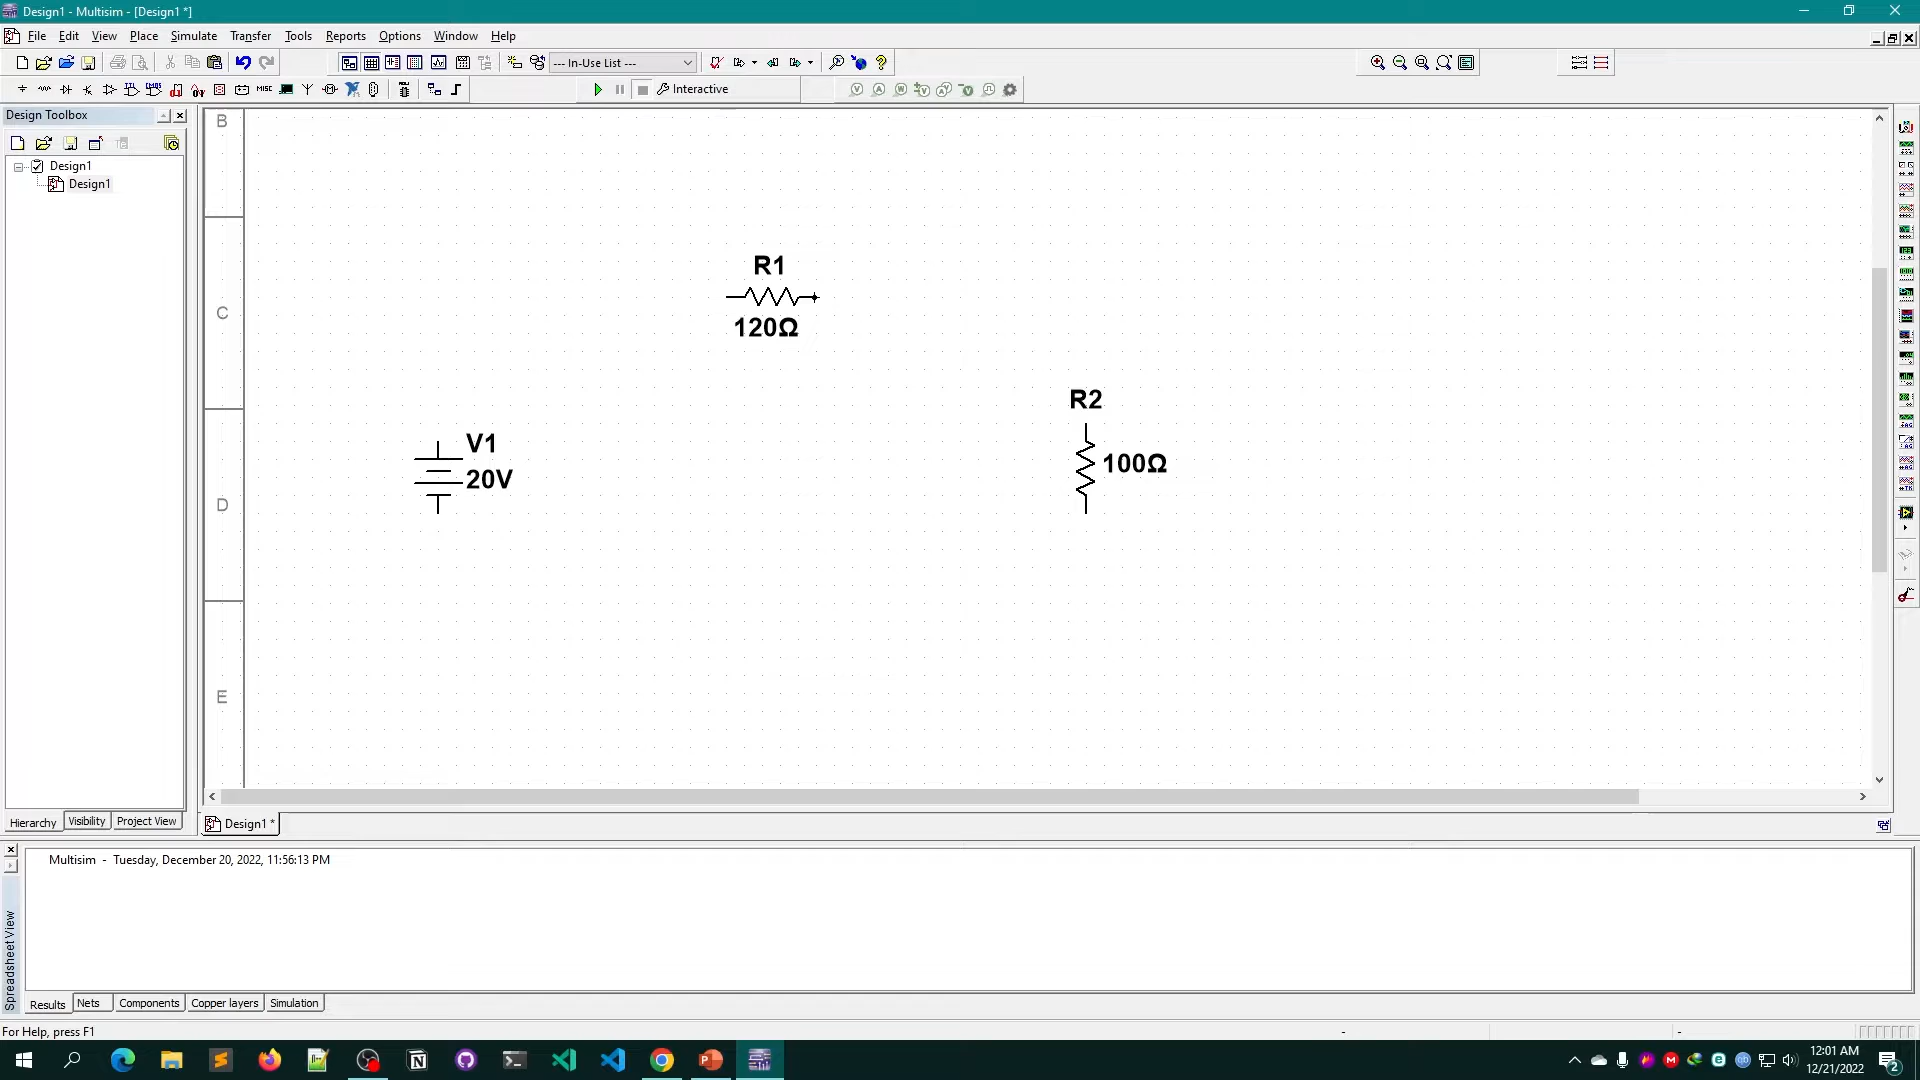 Design1 - Multisim - [Design1 *]
File Edit View Place Simulate Transfer Tools Reports Options Window Help
--- In-Use List ---
MISC Interactive
Design Toolbox
Design1
Design1
B
C
D
E
R1
120Ω
R2
100Ω
V1
20V
Hierarchy Visibility Project View
Design1 *
Multisim - Tuesday, December 20, 2022, 11:56:13 PM
Spreadsheet View
Results Nets Components Copper layers Simulation
For Help, press F1
12:01 AM
12/21/2022
2